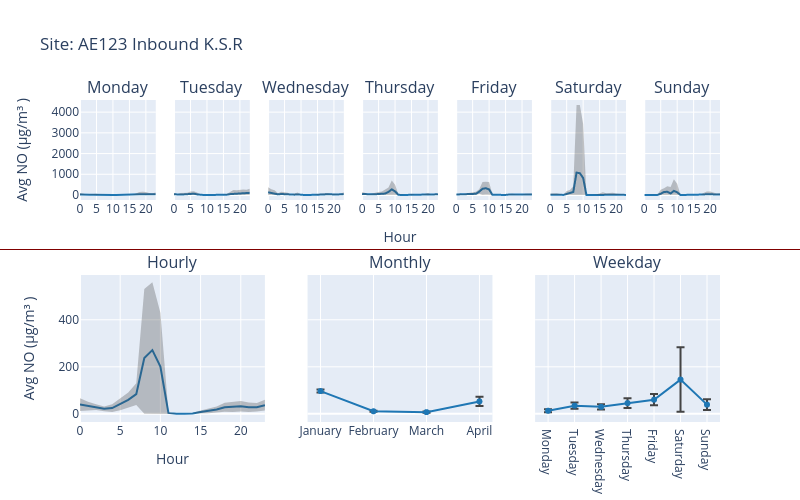 Site: AE123 Inbound K.S.R
Monday Tuesday Wednesday Thursday Friday Saturday Sunday
Avg NO (µg/m³ )
4000
3000
2000
1000
0
0 5 10 15 20 0 5 10 15 20 0 5 10 15 20 0 5 10 15 20 0 5 10 15 20 0 5 10 15 20 0 5 10 15 20
Hour
Hourly Monthly Weekday
Avg NO (µg/m³ )
400
200
0
0 5 10 15 20
Hour
January February March April
Monday
Tuesday
Wednesday
Thursday
Friday
Saturday
Sunday